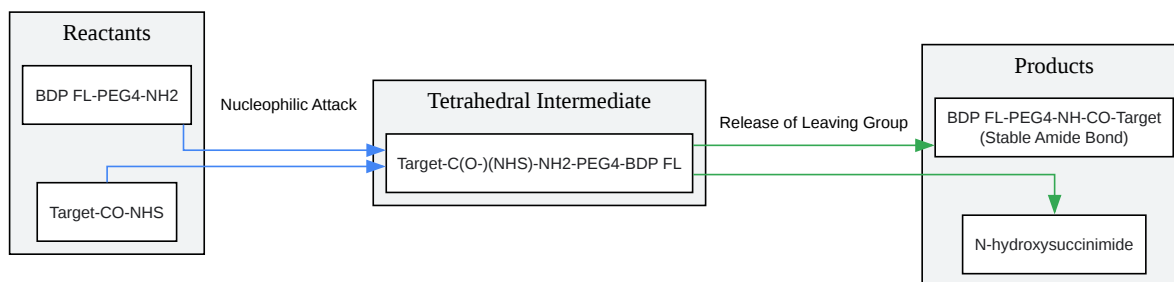 Reactants
BDP FL-PEG4-NH2
Target-CO-NHS
Nucleophilic Attack
Tetrahedral Intermediate
Target-C(O-)(NHS)-NH2-PEG4-BDP FL
Release of Leaving Group
Products
BDP FL-PEG4-NH-CO-Target
(Stable Amide Bond)
N-hydroxysuccinimide